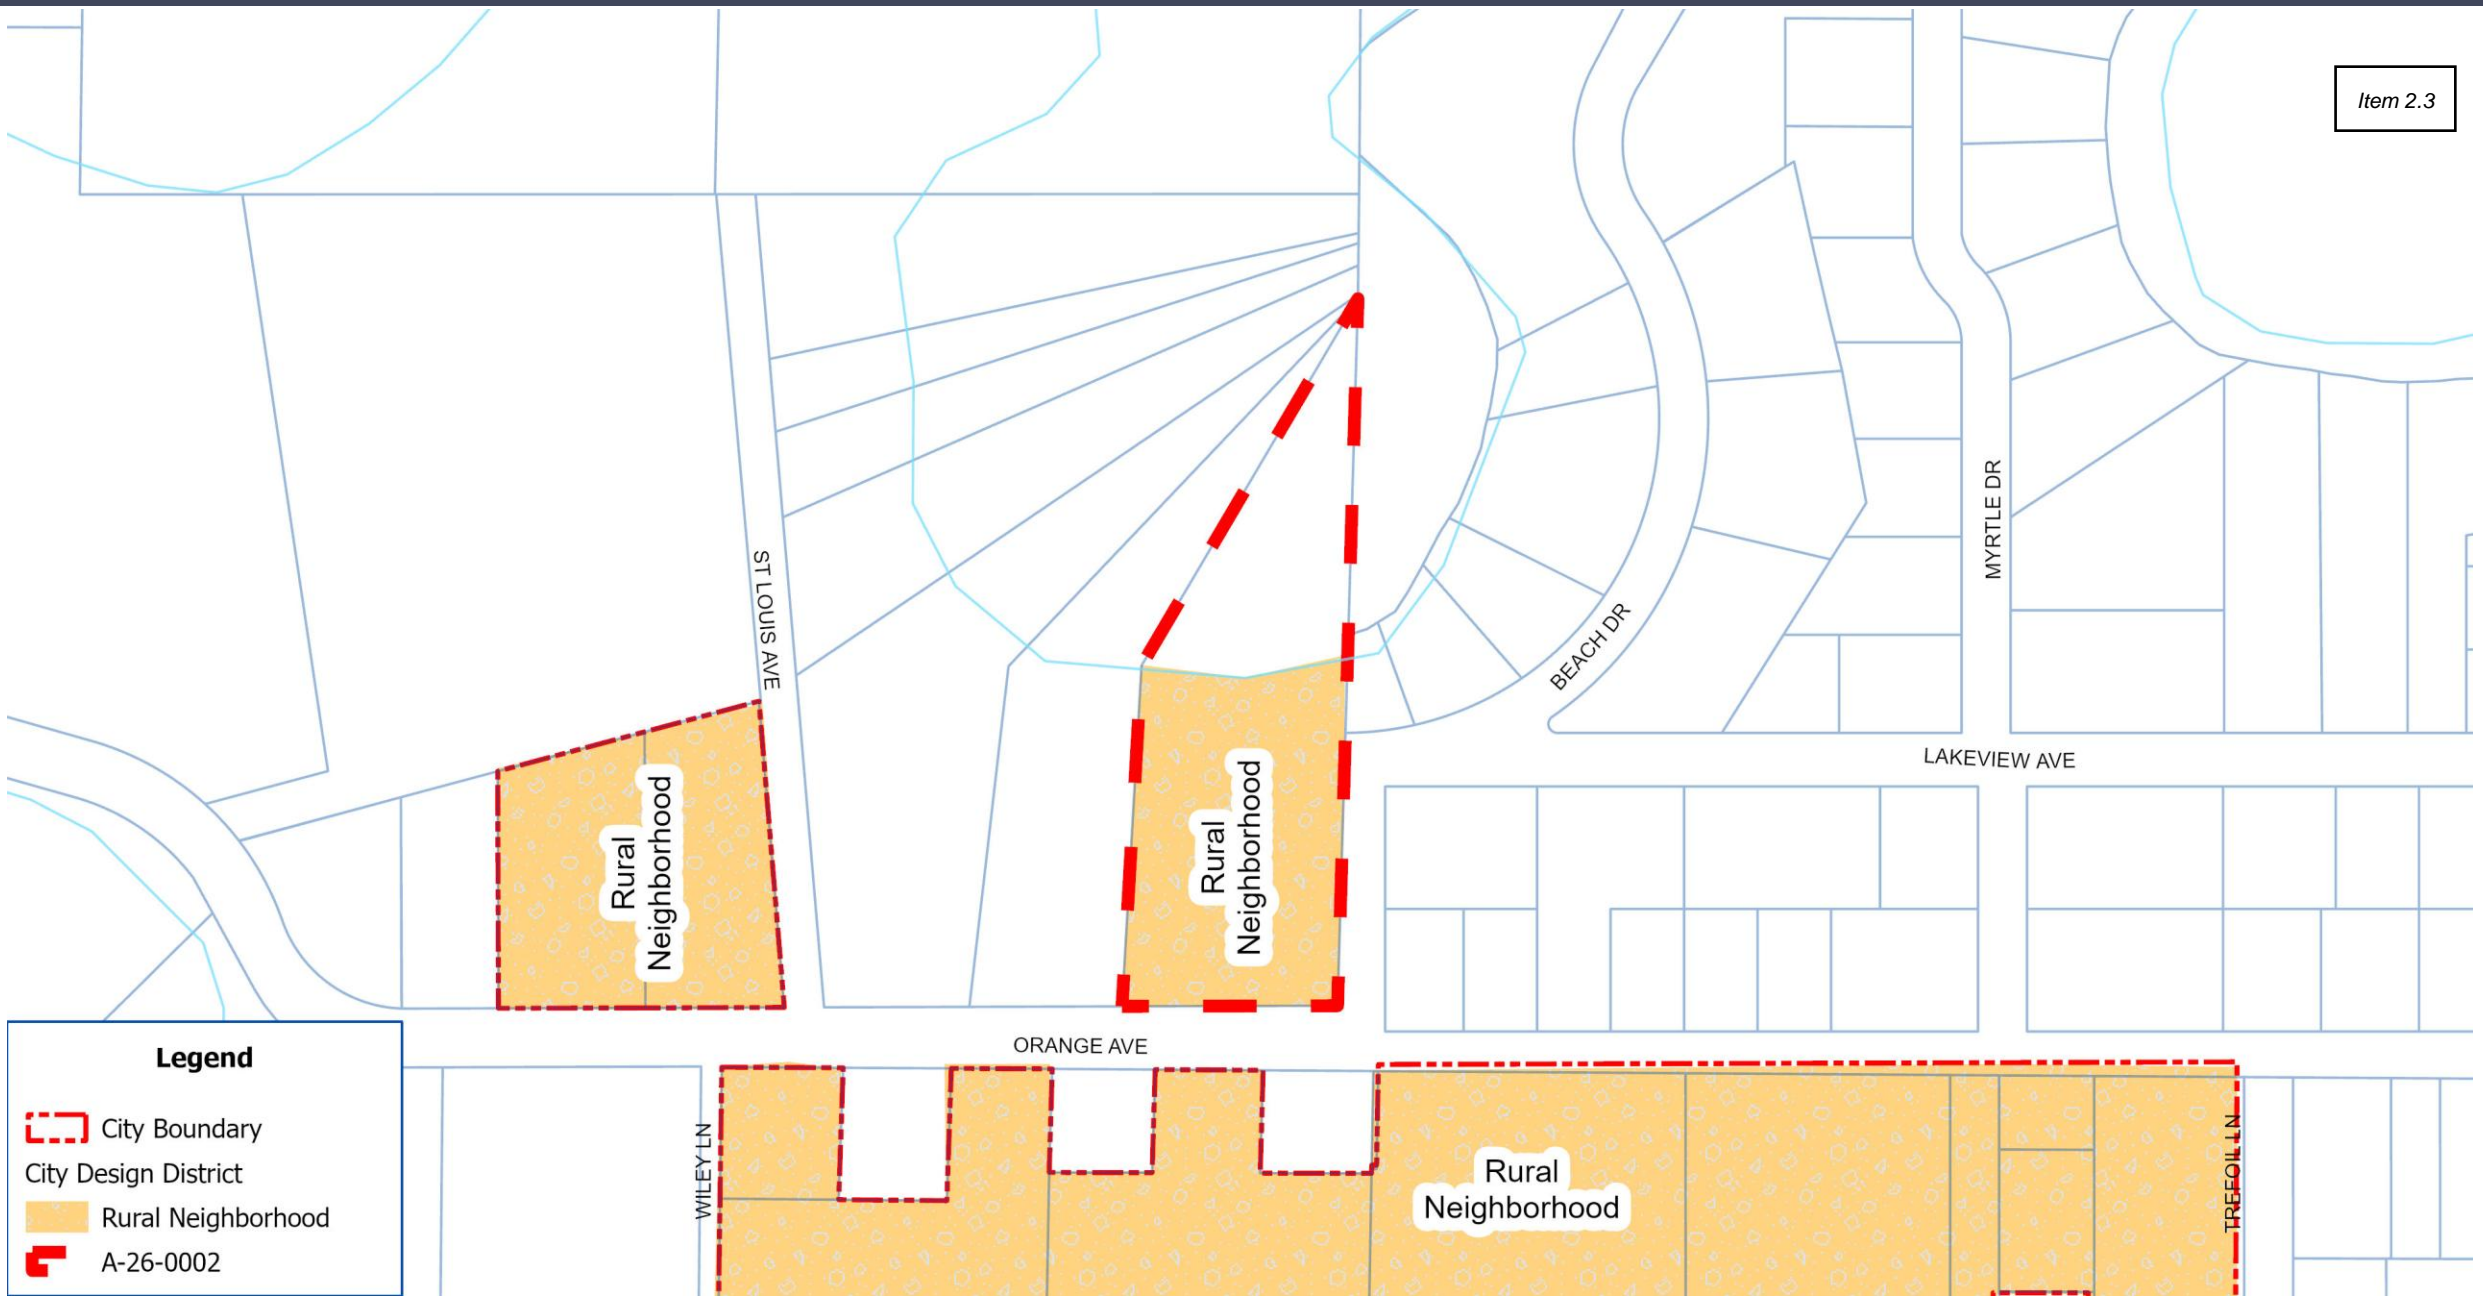 Item 2.3
ST LOUIS AVE
MYRTLE DR
BEACH DR
LAKEVIEW AVE
Rural
Neighborhood
Rural
Neighborhood
ORANGE AVE
WILEY LN
Rural
Neighborhood
TREFOIL LN
Legend
City Boundary
City Design District
Rural Neighborhood
A-26-0002